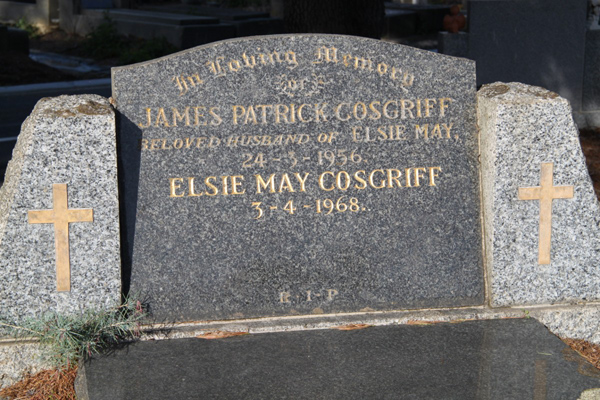 In Loving Memory
of
JAMES PATRICK COSGRIFF
BELOVED HUSBAND OF ELSIE MAY,
24-5-1956.
ELSIE MAY COSGRIFF
3-4-1968.
R-I-P